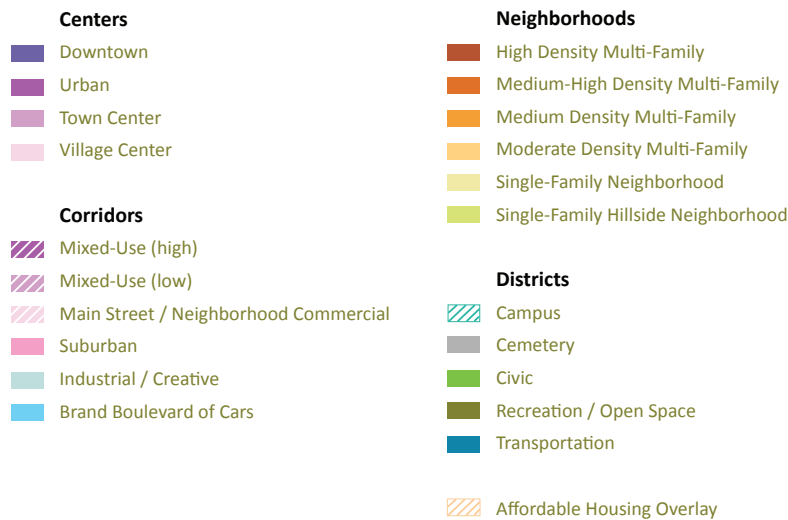 Centers
Downtown
Urban
Town Center
Village Center
Corridors
Mixed-Use (high)
Mixed-Use (low)
Main Street / Neighborhood Commercial
Suburban
Industrial / Creative
Brand Boulevard of Cars
Neighborhoods
High Density Multi-Family
Medium-High Density Multi-Family
Medium Density Multi-Family
Moderate Density Multi-Family
Single-Family Neighborhood
Single-Family Hillside Neighborhood
Districts
Campus
Cemetery
Civic
Recreation / Open Space
Transportation
Affordable Housing Overlay